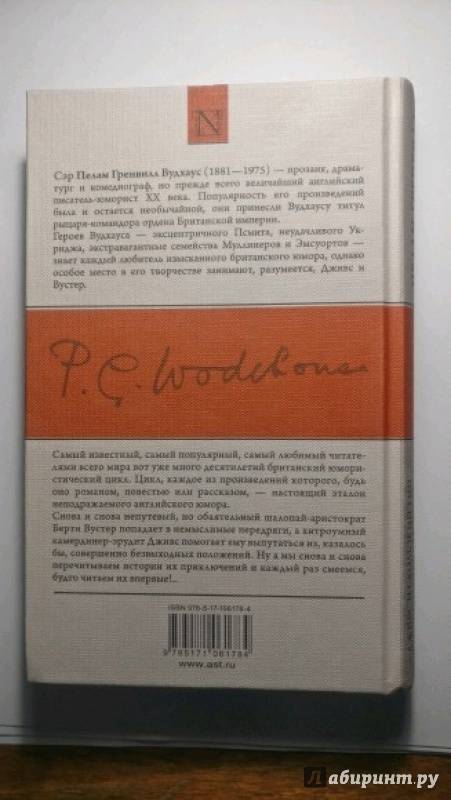 N
Сэр Пелам Гренвилл Вудхаус (1881—1975) — прозаик, драма-
тург и комедиограф, но прежде всего величайший английский
писатель-юморист XX века. Популярность его произведений
была и остается необычайной, они принесли Вудхаусу титул
рыцаря-командора ордена Британской империи.
Героев Вудхауса — эксцентричного Псмита, неудачливого Ук-
риджа, экстравагантные семейства Муллинеров и Эмсуортов —
знает каждый любитель изысканного британского юмора, однако
особое место в его творчестве занимают, разумеется, Дживс и
Вустер.
P. G. Wodehouse
Самый известный, самый популярный, самый любимый читате-
лями всего мира вот уже много десятилетий британский юмори-
стический цикл. Цикл, каждое из произведений которого, будь
оно романом, повестью или рассказом, — настоящий эталон
неподражаемого английского юмора.
Снова и снова непутевый, но обаятельный шалопай-аристократ
Берти Вустер попадает в немыслимые передряги, а хитроумный
камердинер-эрудит Дживс помогает ему выпутаться из, казалось
бы, совершенно безвыходных положений. Ну а мы снова и снова
перечитываем истории их приключений и каждый раз смеемся,
будто читаем их впервые!..
ISBN 978-5-17-106178-4
9 785171 061784
www.ast.ru
Лабиринт.ру